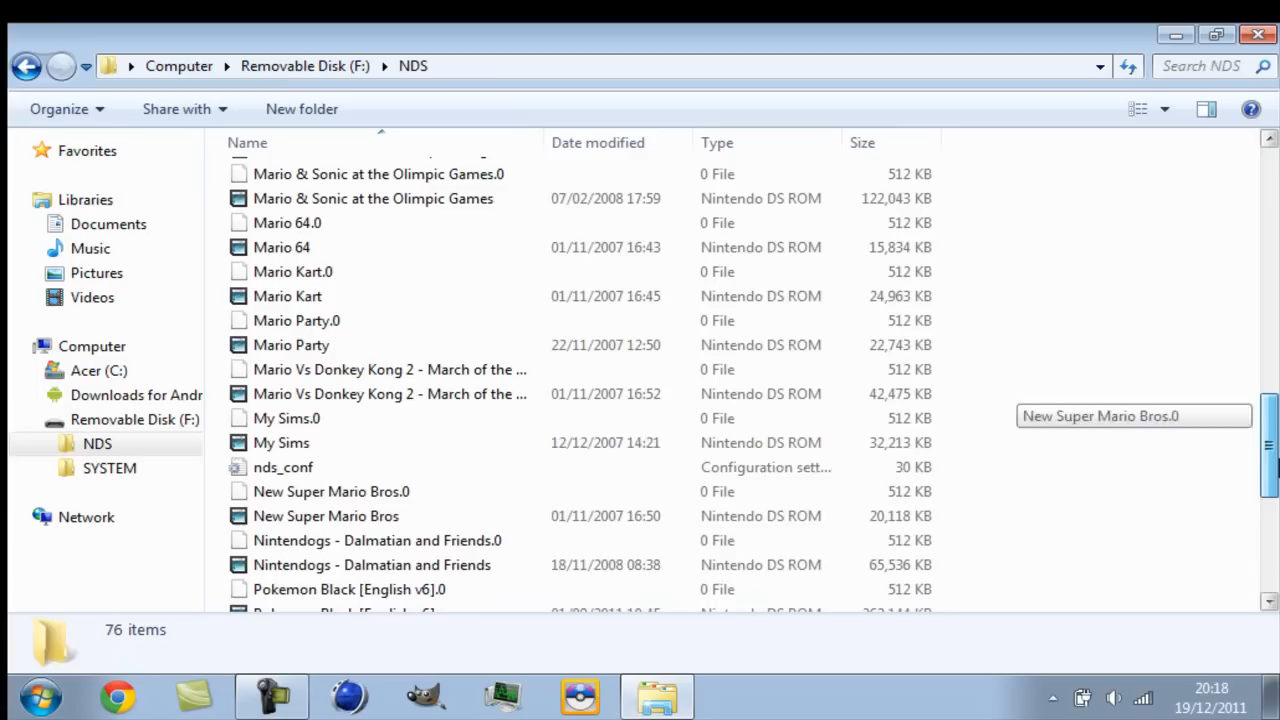 Computer Removable Disk (F:) NDS Search NDS
Organize Share with New folder
Name Date modified Type Size
Favorites
Libraries
Documents
Music
Pictures
Videos
Computer
Acer (C:)
Downloads for Andr
Removable Disk (F:)
NDS
SYSTEM
Network
Mario & Sonic at the Olimpic Games.0 0 File 512 KB
Mario & Sonic at the Olimpic Games 07/02/2008 17:59 Nintendo DS ROM 122,043 KB
Mario 64.0 0 File 512 KB
Mario 64 01/11/2007 16:43 Nintendo DS ROM 15,834 KB
Mario Kart.0 0 File 512 KB
Mario Kart 01/11/2007 16:45 Nintendo DS ROM 24,963 KB
Mario Party.0 0 File 512 KB
Mario Party 22/11/2007 12:50 Nintendo DS ROM 22,743 KB
Mario Vs Donkey Kong 2 - March of the ... 0 File 512 KB
Mario Vs Donkey Kong 2 - March of the ... 01/11/2007 16:52 Nintendo DS ROM 42,475 KB
My Sims.0 0 File 512 KB
My Sims 12/12/2007 14:21 Nintendo DS ROM 32,213 KB
nds_conf Configuration sett... 30 KB
New Super Mario Bros.0 0 File 512 KB
New Super Mario Bros 01/11/2007 16:50 Nintendo DS ROM 20,118 KB
Nintendogs - Dalmatian and Friends.0 0 File 512 KB
Nintendogs - Dalmatian and Friends 18/11/2008 08:38 Nintendo DS ROM 65,536 KB
Pokemon Black [English v6].0 0 File 512 KB
New Super Mario Bros.0
76 items
20:18
19/12/2011